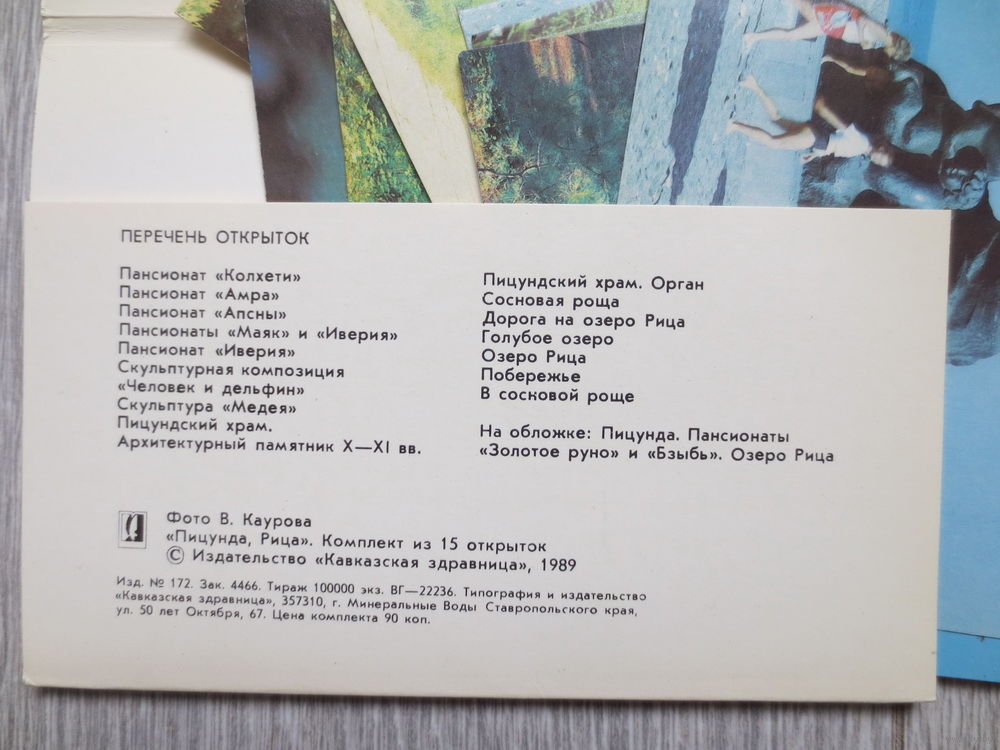 ПЕРЕЧЕНЬ ОТКРЫТОК
Пансионат «Колхети»
Пансионат «Амра»
Пансионат «Апсны»
Пансионаты «Маяк» и «Иверия»
Пансионат «Иверия»
Скульптурная композиция
«Человек и дельфин»
Скульптура «Медея»
Пицундский храм.
Архитектурный памятник X—XI вв.
Пицундский храм. Орган
Сосновая роща
Дорога на озеро Рица
Голубое озеро
Озеро Рица
Побережье
В сосновой роще
На обложке: Пицунда. Пансионаты
«Золотое руно» и «Бзыбь». Озеро Рица
Фото В. Каурова
«Пицунда, Рица». Комплект из 15 открыток
© Издательство «Кавказская здравница», 1989
Изд. № 172. Зак. 4466. Тираж 100000 экз. ВГ—22236. Типография и издательство
«Кавказская здравница», 357310, г. Минеральные Воды Ставропольского края,
ул. 50 лет Октября, 67. Цена комплекта 90 коп.